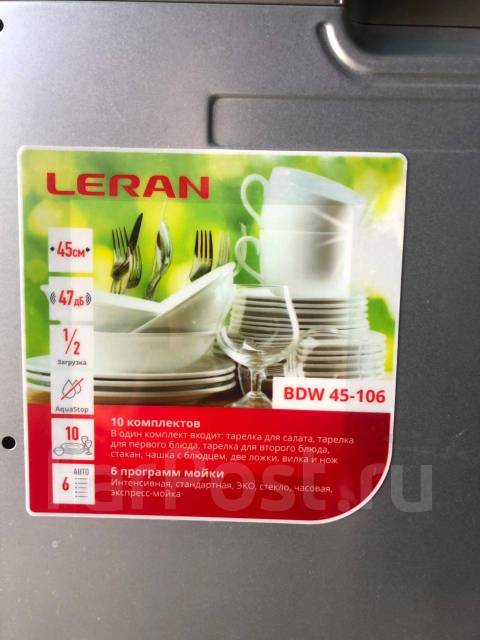 LERAN
45см
47дБ
1/2
Загрузка
AquaStop
10
AUTO
6
BDW 45-106
10 комплектов
В один комплект входит: тарелка для салата, тарелка
для первого блюда, тарелка для второго блюда,
стакан, чашка с блюдцем, две ложки, вилка и нож
6 программ мойки
Интенсивная, стандартная, ЭКО, стекло, часовая,
экспресс-мойка
FarPost.ru